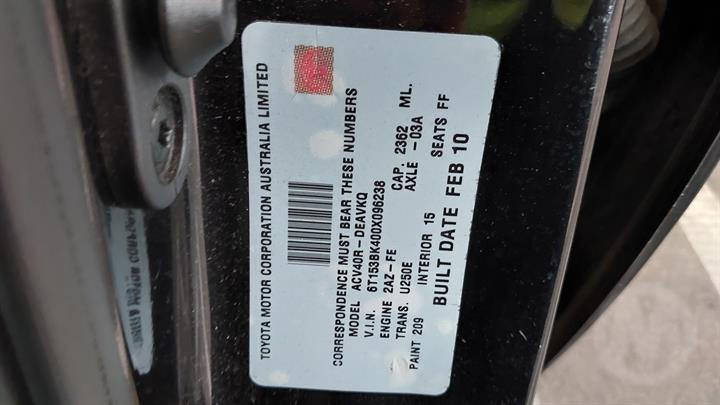 TOYOTA MOTOR CORPORATION AUSTRALIA LIMITED
CORRESPONDENCE MUST BEAR THESE NUMBERS
MODEL ACV40R-DEAVKQ
V.I.N. 6T153BK400X096238
ENGINE 2AZ-FE CAP. 2362 ML.
TRANS. U250E AXLE -03A
PAINT 209 INTERIOR 15 SEATS FF
BUILT DATE FEB 10